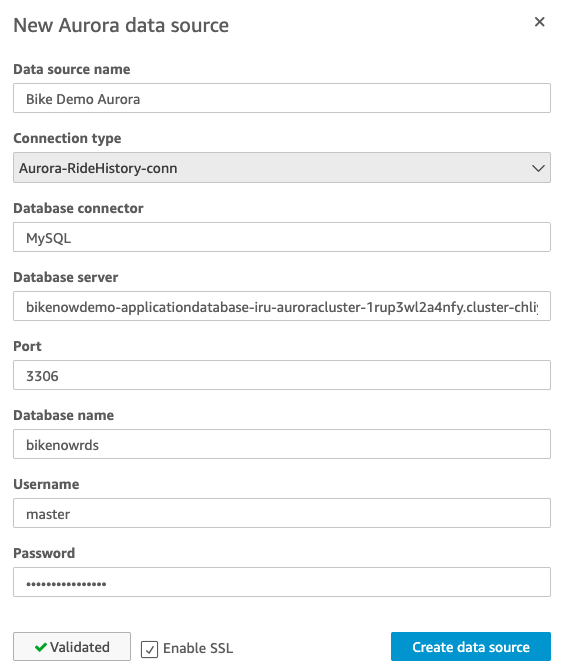 New Aurora data source
Data source name
Bike Demo Aurora
Connection type
Aurora-RideHistory-conn
Database connector
MySQL
Database server
bikenowdemo-applicationdatabase-iru-auroracluster-1rup3wl2a4nfy.cluster-chliy
Port
3306
Database name
bikenowrds
Username
master
Password
••••••••••••••••
Validated
Enable SSL
Create data source